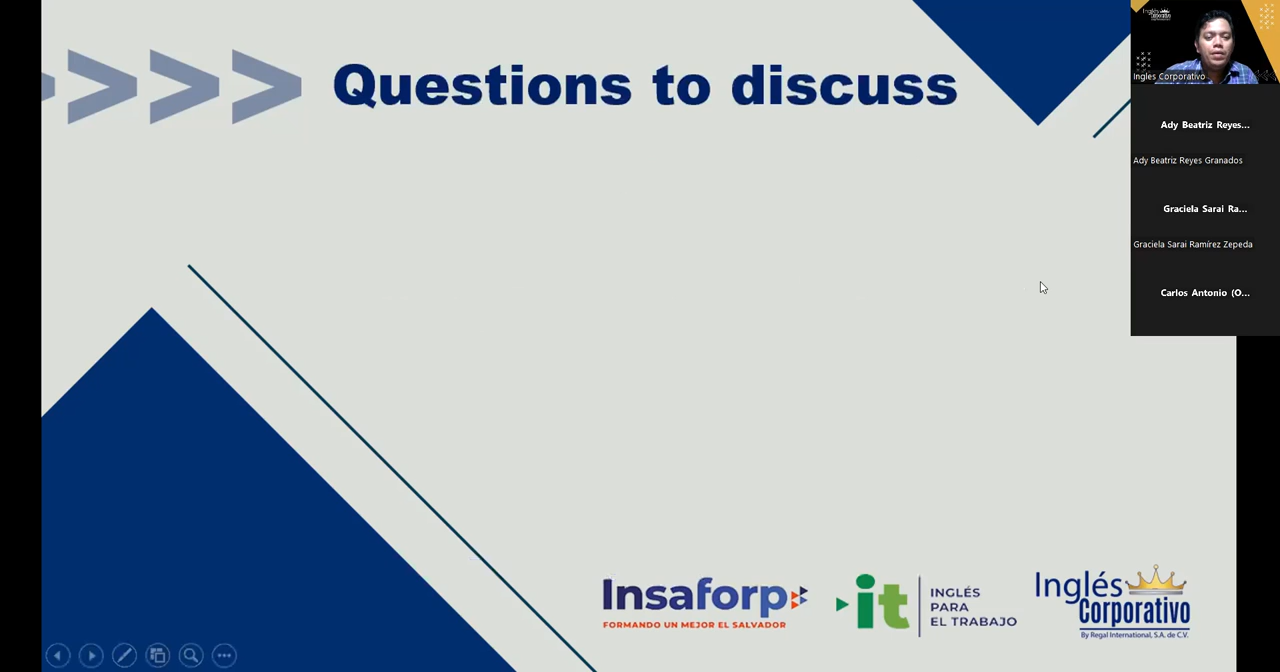 Questions to discuss
Inglés
Corporativo
Ingles Corporativo
Ady Beatriz Reyes...
Ady Beatriz Reyes Granados
Graciela Sarai Ra...
Graciela Sarai Ramírez Zepeda
Carlos Antonio (O...
Insaforp
FORMANDO UN MEJOR EL SALVADOR
it
INGLÉS
PARA
EL TRABAJO
Inglés
Corporativo
By Regal International, S.A. de C.V.